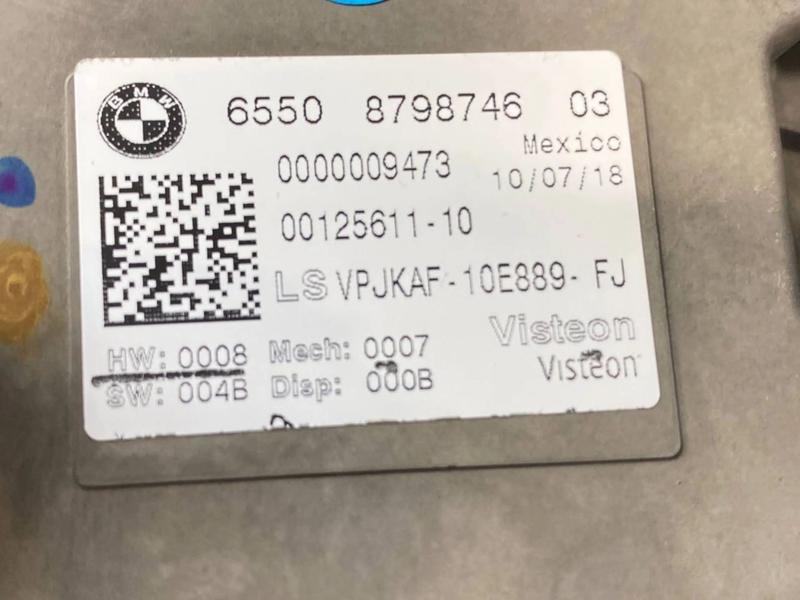 BMW
6550 8798746 03
Mexico
0000009473
10/07/18
00125611-10
LS VPJKAF-10E889-FJ
Visteon
HW: 0008 Mech: 0007
Visteon
SW: 004B Disp: 000B